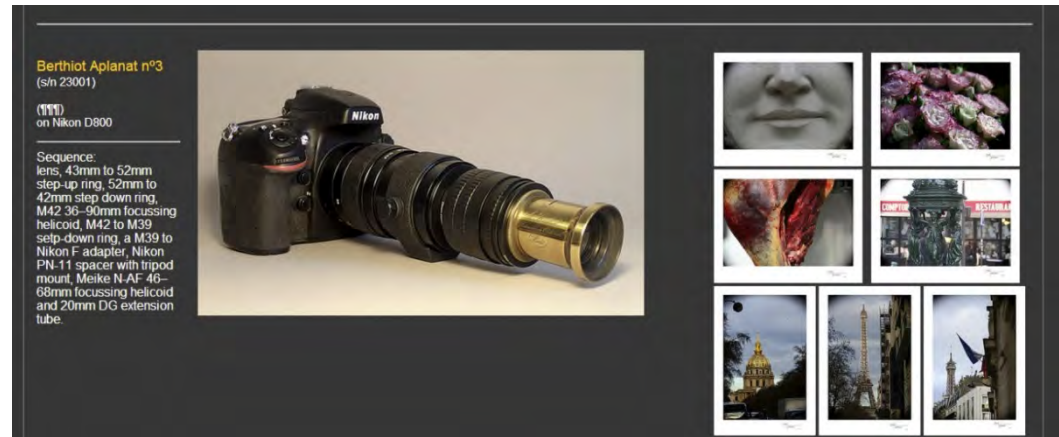 Berthiot Aplanat nº3
(s/n 23001)
(¶¶¶)
on Nikon D800
Sequence:
lens, 43mm to 52mm
step-up ring, 52mm to
42mm step down ring,
M42 36–90mm focussing
helicoid, M42 to M39
setp-down ring, a M39 to
Nikon F adapter, Nikon
PN-11 spacer with tripod
mount, Meike N-AF 46–
68mm focussing helicoid
and 20mm DG extension
tube.
Nikon
COMPTOI
RESTAURAN